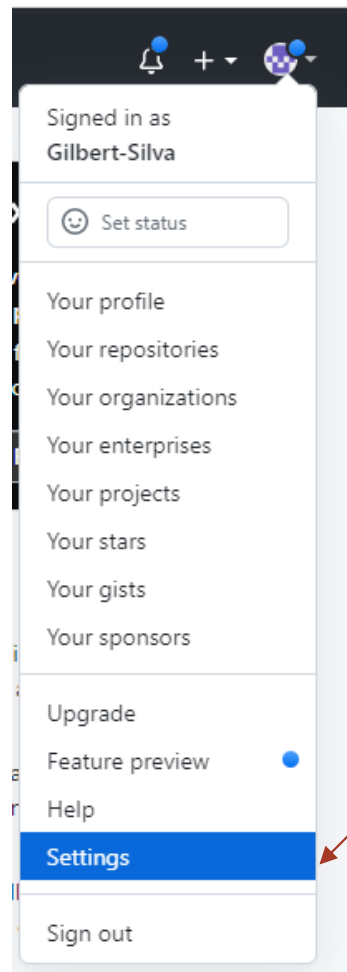 Signed in as
Gilbert-Silva
Set status
Your profile
Your repositories
Your organizations
Your enterprises
Your projects
Your stars
Your gists
Your sponsors
Upgrade
Feature preview
Help
Settings
Sign out